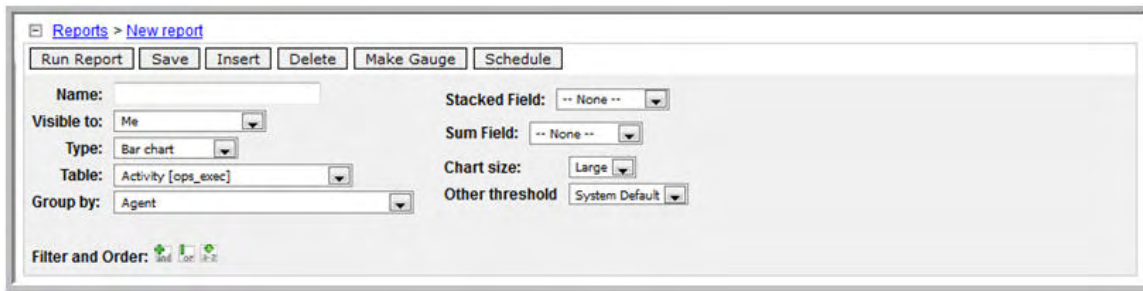 Reports > New report
Run Report Save Insert Delete Make Gauge Schedule
Name:
Visible to: Me
Type: Bar chart
Table: Activity [ops_exec]
Group by: Agent
Stacked Field: -- None --
Sum Field: -- None --
Chart size: Large
Other threshold System Default
Filter and Order: and or a-z